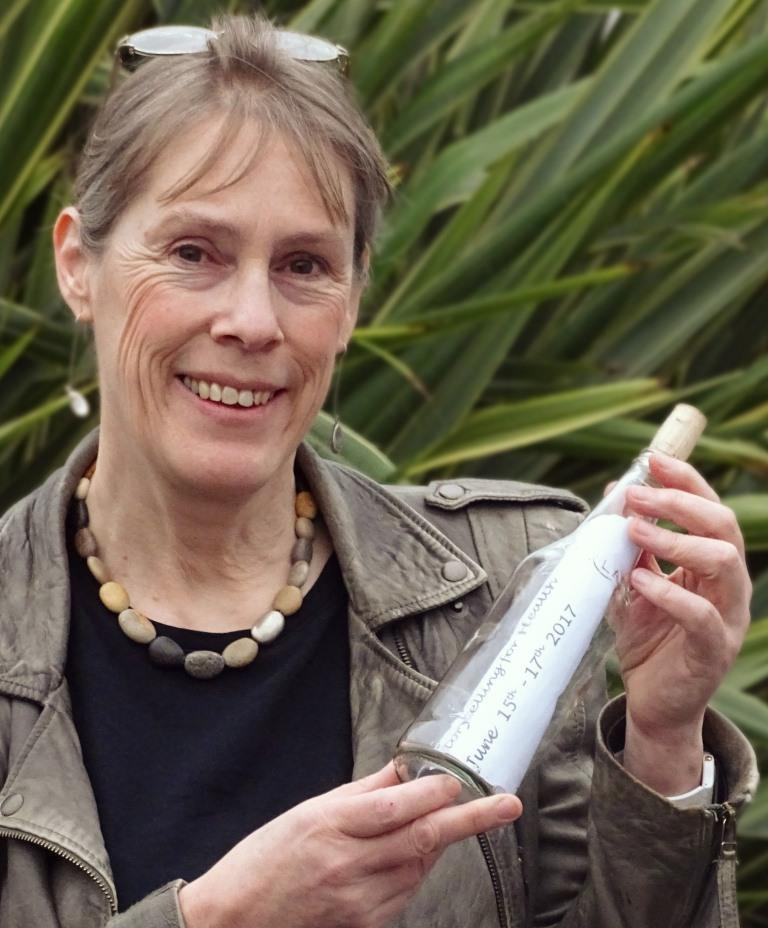 Storytelling for Health
June 15th - 17th 2017